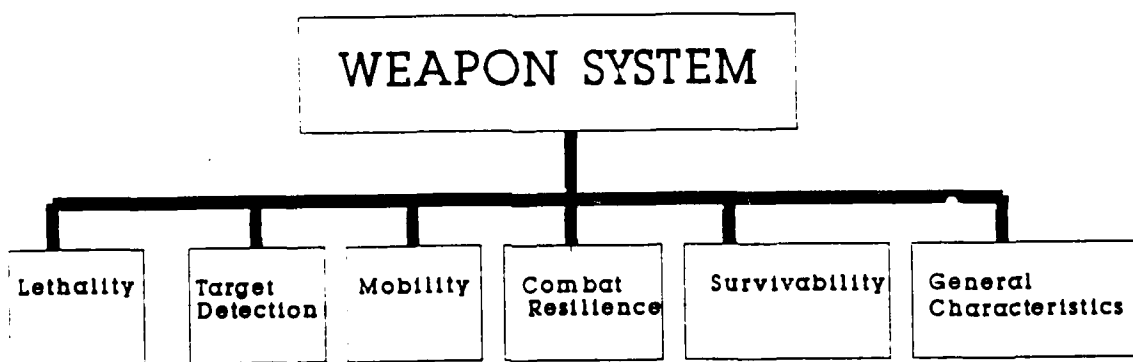 WEAPON SYSTEM
Lethality
Target
Detection
Mobility
Combat
Resilience
Survivability
General
Characteristics